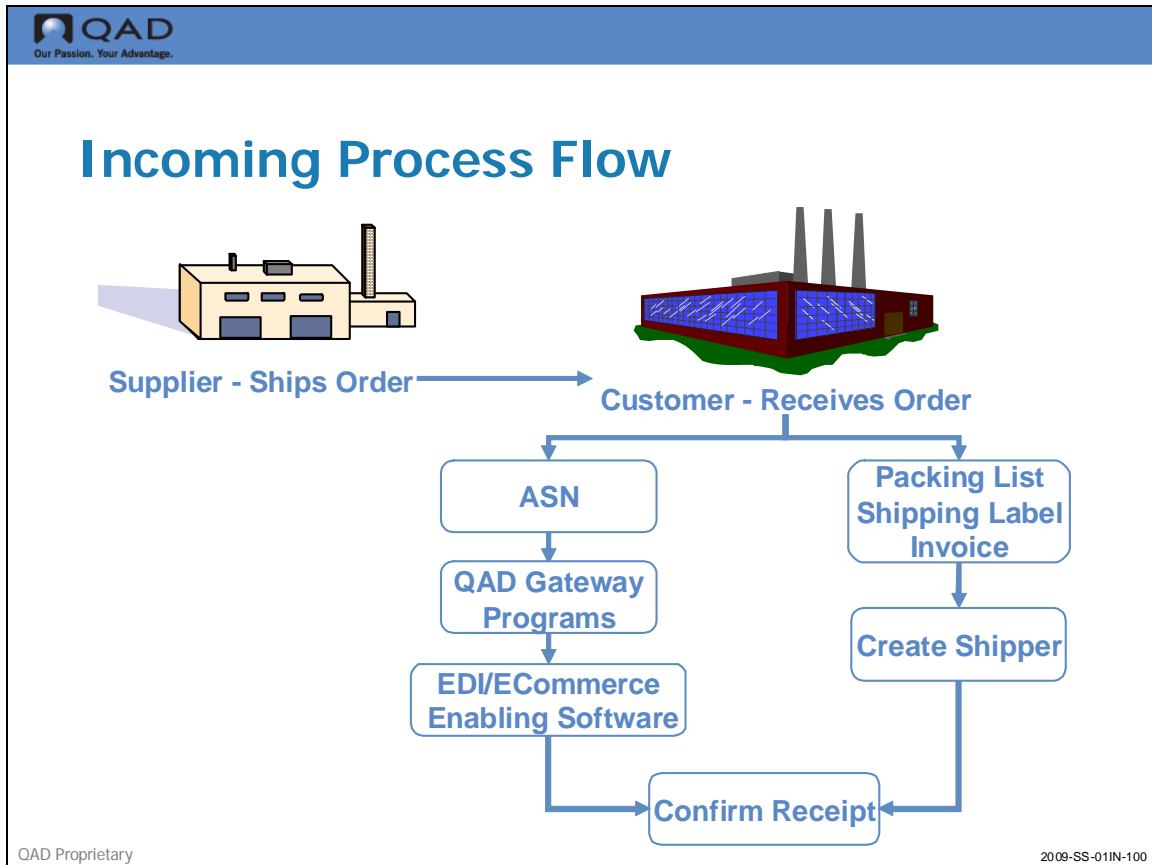 QAD
Our Passion. Your Advantage.
Incoming Process Flow
Supplier - Ships Order
Customer - Receives Order
ASN
QAD Gateway
Programs
EDI/ECommerce
Enabling Software
Packing List
Shipping Label
Invoice
Create Shipper
Confirm Receipt
QAD Proprietary
2009-SS-01IN-100